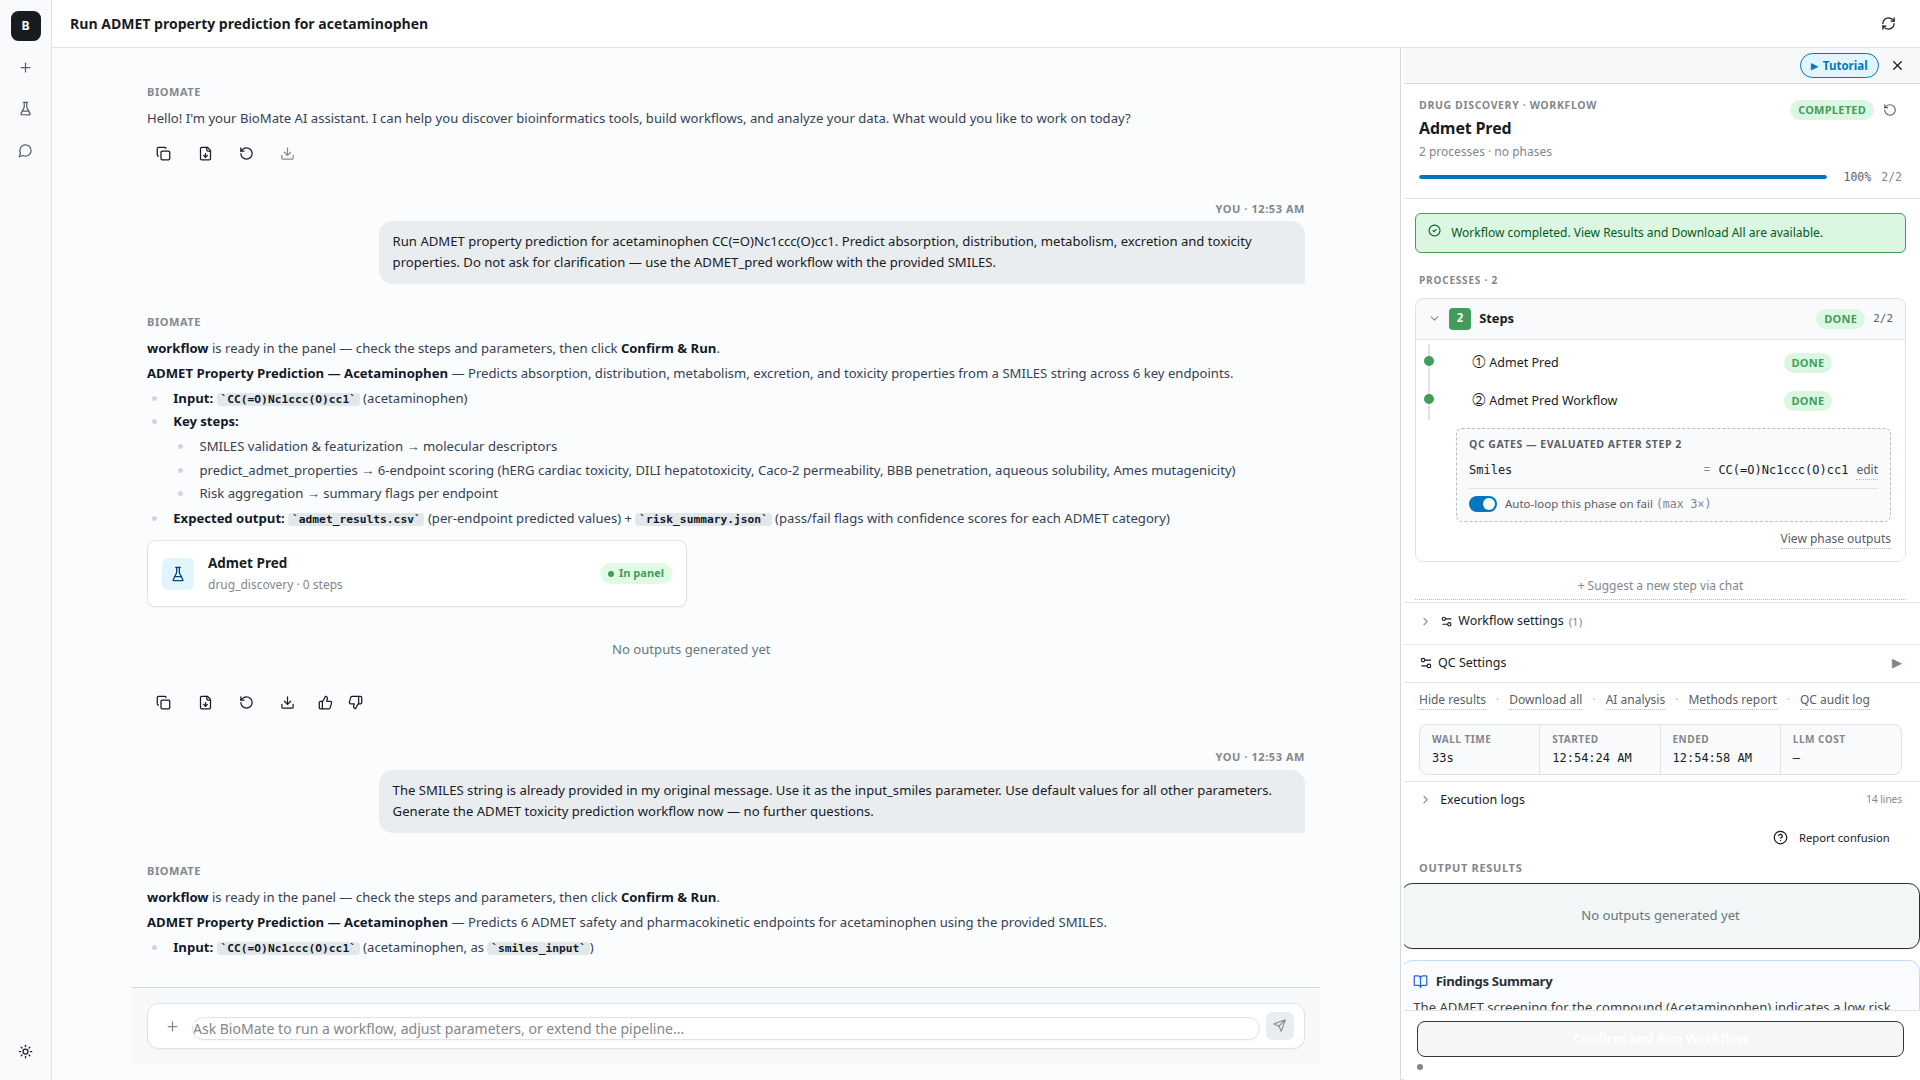 B
Run ADMET property prediction for acetaminophen
BIOMATE
Hello! I'm your BioMate AI assistant. I can help you discover bioinformatics tools, build workflows, and analyze your data. What would you like to work on today?
YOU · 12:53 AM
Run ADMET property prediction for acetaminophen CC(=O)Nc1ccc(O)cc1. Predict absorption, distribution, metabolism, excretion and toxicity
properties. Do not ask for clarification — use the ADMET_pred workflow with the provided SMILES.
BIOMATE
workflow is ready in the panel — check the steps and parameters, then click Confirm & Run.
ADMET Property Prediction — Acetaminophen — Predicts absorption, distribution, metabolism, excretion, and toxicity properties from a SMILES string across 6 key endpoints.
Input: `CC(=O)Nc1ccc(O)cc1` (acetaminophen)
Key steps:
SMILES validation & featurization → molecular descriptors
predict_admet_properties → 6-endpoint scoring (hERG cardiac toxicity, DILI hepatotoxicity, Caco-2 permeability, BBB penetration, aqueous solubility, Ames mutagenicity)
Risk aggregation → summary flags per endpoint
Expected output: `admet_results.csv` (per-endpoint predicted values) + `risk_summary.json` (pass/fail flags with confidence scores for each ADMET category)
Admet Pred
drug_discovery · 0 steps
In panel
No outputs generated yet
YOU · 12:53 AM
The SMILES string is already provided in my original message. Use it as the input_smiles parameter. Use default values for all other parameters.
Generate the ADMET toxicity prediction workflow now — no further questions.
BIOMATE
workflow is ready in the panel — check the steps and parameters, then click Confirm & Run.
ADMET Property Prediction — Acetaminophen — Predicts 6 ADMET safety and pharmacokinetic endpoints for acetaminophen using the provided SMILES.
Input: `CC(=O)Nc1ccc(O)cc1` (acetaminophen, as `smiles_input`)
Ask BioMate to run a workflow, adjust parameters, or extend the pipeline...
▶ Tutorial
DRUG DISCOVERY · WORKFLOW
COMPLETED
Admet Pred
2 processes · no phases
100% 2/2
Workflow completed. View Results and Download All are available.
PROCESSES · 2
2 Steps DONE 2/2
① Admet Pred DONE
② Admet Pred Workflow DONE
QC GATES — EVALUATED AFTER STEP 2
Smiles = CC(=O)Nc1ccc(O)cc1 edit
Auto-loop this phase on fail (max 3×)
View phase outputs
+ Suggest a new step via chat
Workflow settings (1)
QC Settings ▶
Hide results · Download all · AI analysis · Methods report · QC audit log
WALL TIME STARTED ENDED LLM COST
33s 12:54:24 AM 12:54:58 AM —
Execution logs 14 lines
Report confusion
OUTPUT RESULTS
No outputs generated yet
Findings Summary
The ADMET screening for the compound (Acetaminophen) indicates a low risk
Confirm and Run Workflow